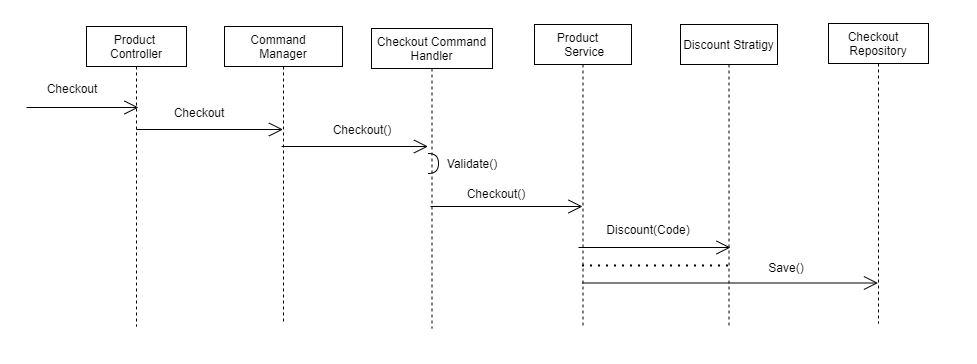 Product
Controller
Command
Manager
Checkout Command
Handler
Product
Service
Discount Stratigy
Checkout
Repository
Checkout
Checkout
Checkout()
Validate()
Checkout()
Discount(Code)
Save()